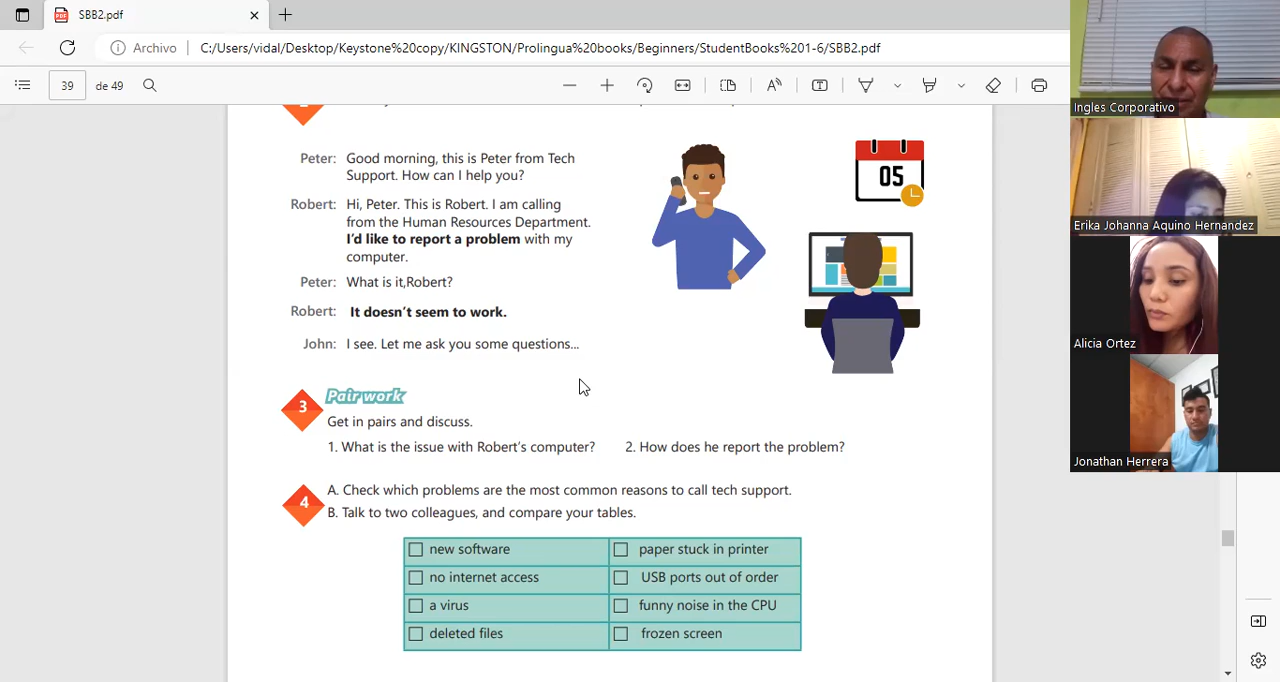 SBB2.pdf
Archivo
C:/Users/vidal/Desktop/Keystone%20copy/KINGSTON/Prolingua%20books/Beginners/StudentBooks%201-6/SBB2.pdf
39 de 49
Peter: Good morning, this is Peter from Tech
Support. How can I help you?
Robert: Hi, Peter. This is Robert. I am calling
from the Human Resources Department.
I'd like to report a problem with my
computer.
Peter: What is it,Robert?
Robert: It doesn't seem to work.
John: I see. Let me ask you some questions...
05
3
Pair work
Get in pairs and discuss.
1. What is the issue with Robert's computer? 2. How does he report the problem?
4
A. Check which problems are the most common reasons to call tech support.
B. Talk to two colleagues, and compare your tables.
new software paper stuck in printer
no internet access USB ports out of order
a virus funny noise in the CPU
deleted files frozen screen
Ingles Corporativo
Erika Johanna Aquino Hernandez
Alicia Ortez
Jonathan Herrera